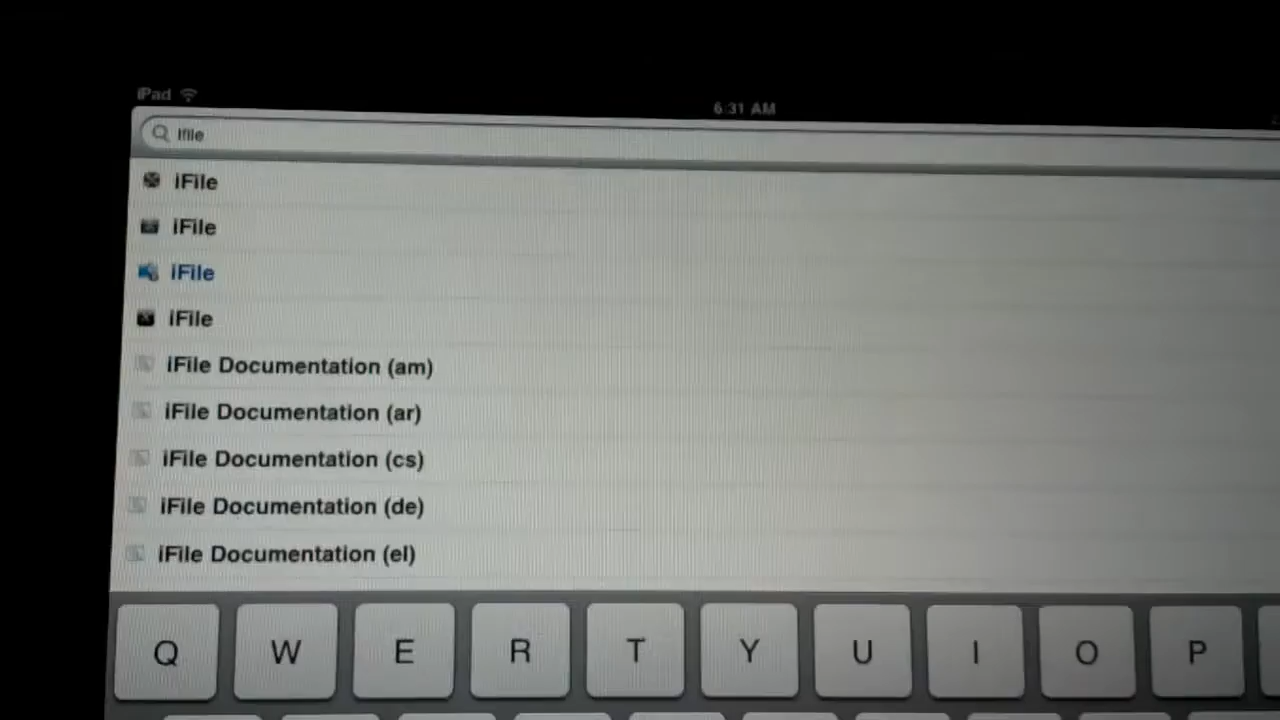 iPad
6:31 AM
ifile
iFile
iFile
iFile
iFile
iFile Documentation (am)
iFile Documentation (ar)
iFile Documentation (cs)
iFile Documentation (de)
iFile Documentation (el)
Q W E R T Y U I O P